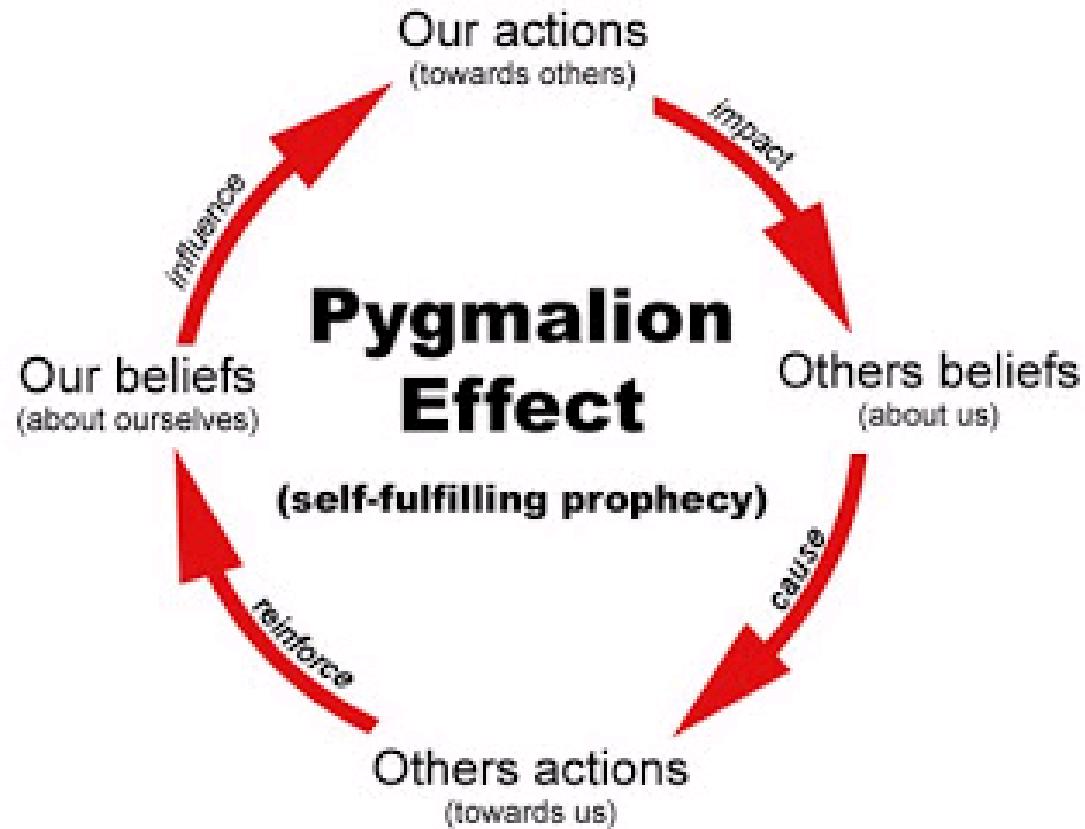 Our actions
(towards others)
impact
influence
Pygmalion
Effect
(self-fulfilling prophecy)
Our beliefs
(about ourselves)
Others beliefs
(about us)
cause
reinforce
Others actions
(towards us)